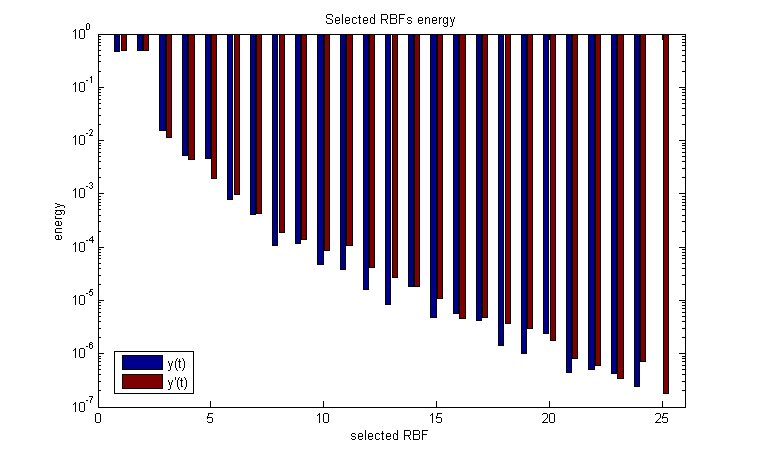 Selected RBFs energy
10^0
10^-1
10^-2
10^-3
10^-4
10^-5
10^-6
10^-7
energy
y(t)
y'(t)
0 5 10 15 20 25
selected RBF